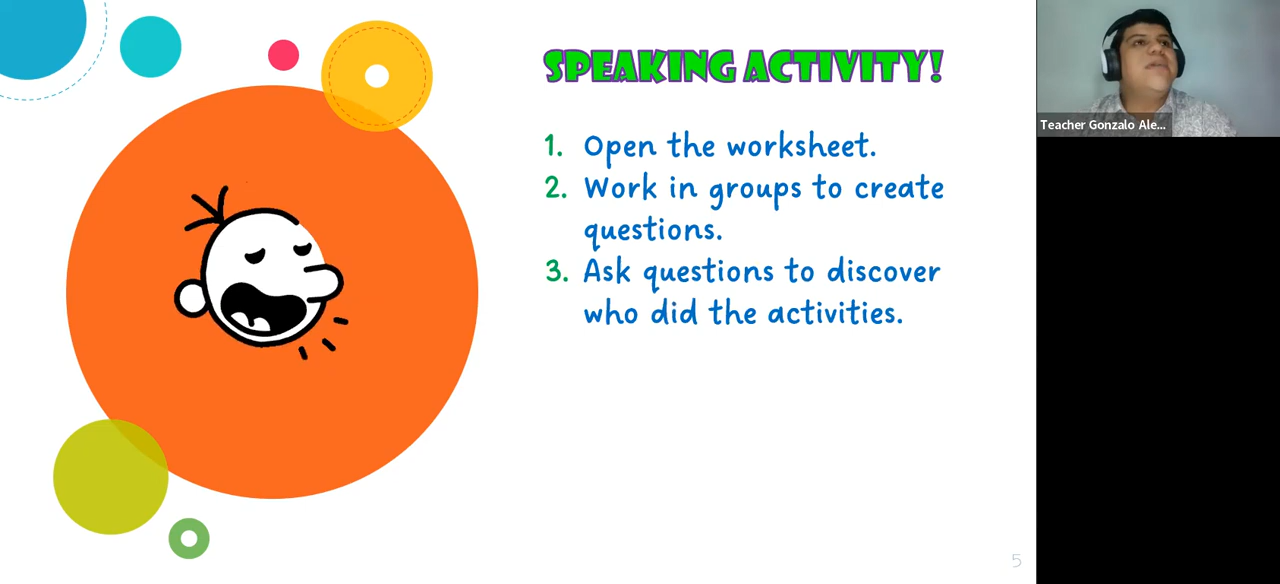 SPEAKING ACTIVITY!
1. Open the worksheet.
2. Work in groups to create
questions.
3. Ask questions to discover
who did the activities.
5
Teacher Gonzalo Ale...